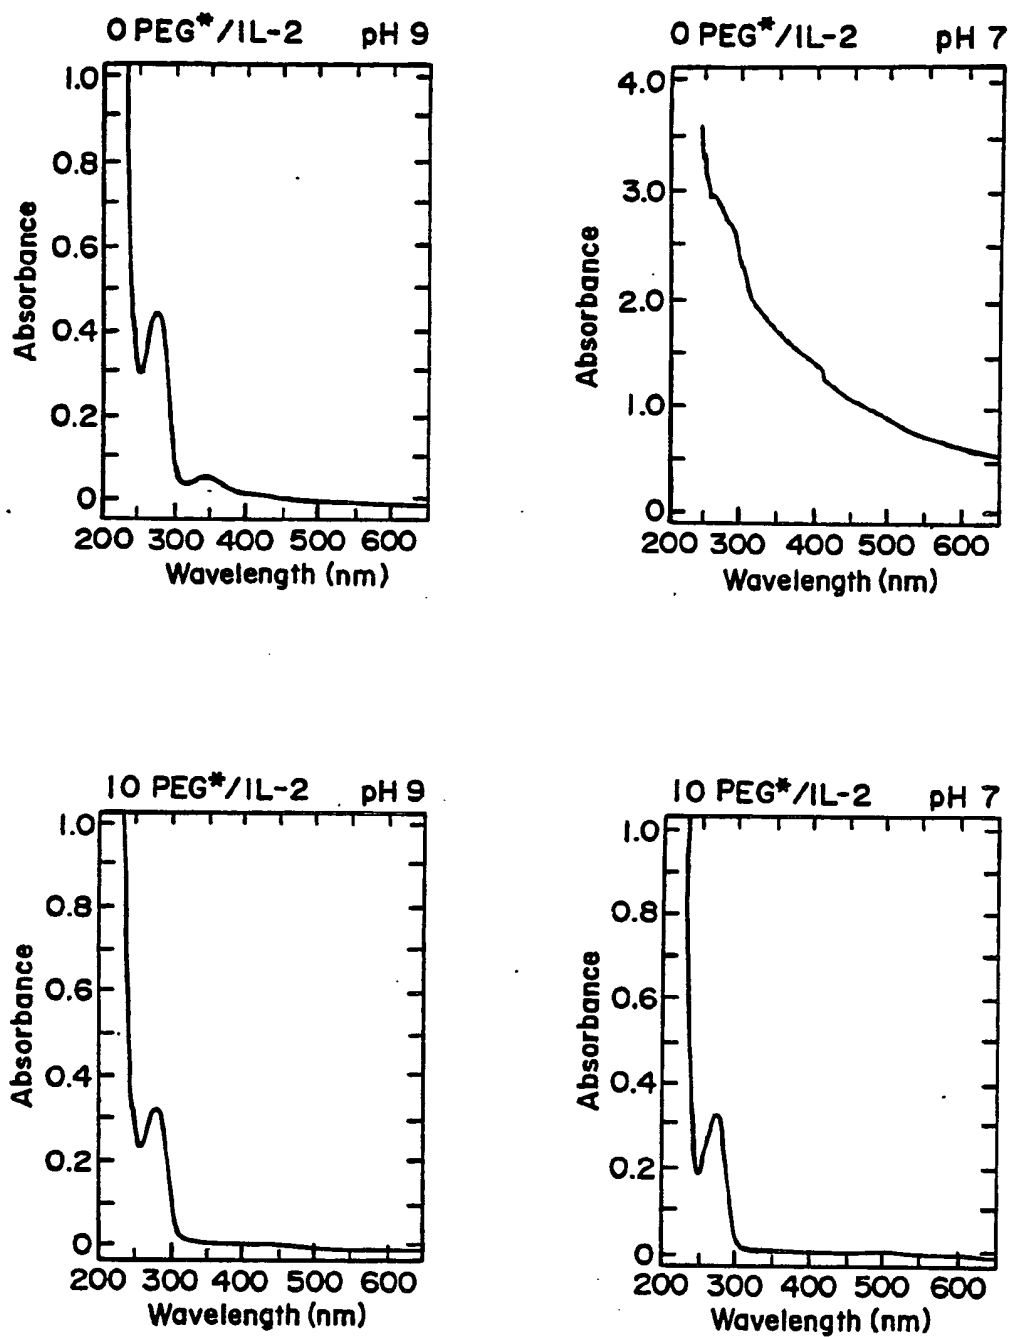 0 PEG*/IL-2 pH 9
1.0
0.8
0.6
0.4
0.2
0
Absorbance
200 300 400 500 600
Wavelength (nm)
0 PEG*/IL-2 pH 7
4.0
3.0
2.0
1.0
0
Absorbance
200 300 400 500 600
Wavelength (nm)
10 PEG*/IL-2 pH 9
1.0
0.8
0.6
0.4
0.2
0
Absorbance
200 300 400 500 600
Wavelength (nm)
10 PEG*/IL-2 pH 7
1.0
0.8
0.6
0.4
0.2
0
Absorbance
200 300 400 500 600
Wavelength (nm)